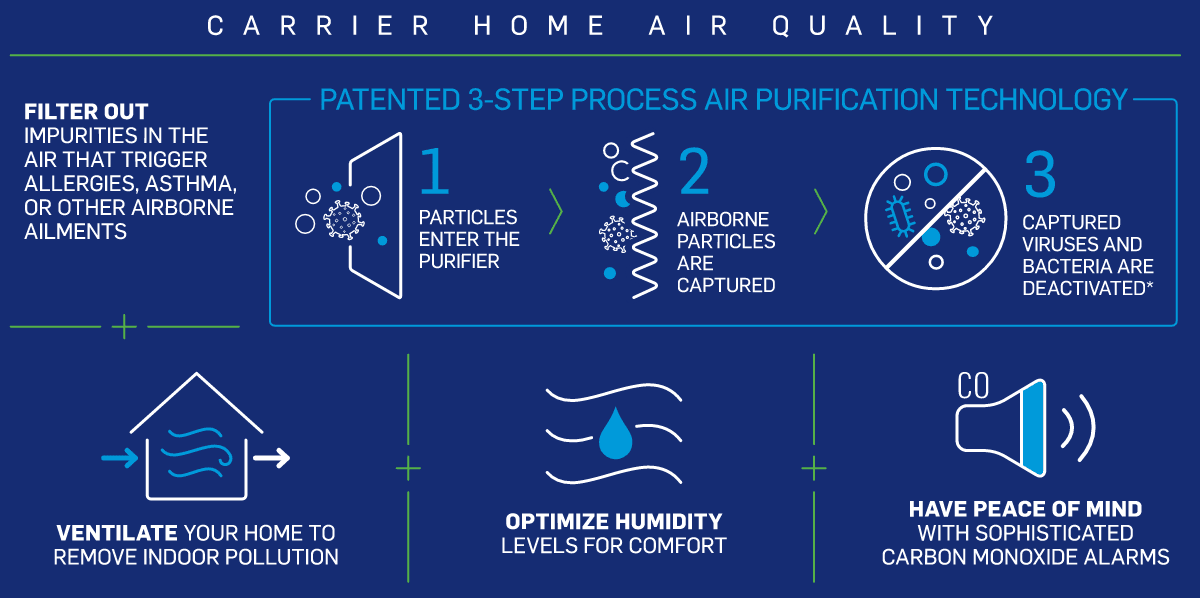 CARRIER HOME AIR QUALITY
FILTER OUT
IMPURITIES IN THE
AIR THAT TRIGGER
ALLERGIES, ASTHMA,
OR OTHER AIRBORNE
AILMENTS
PATENTED 3-STEP PROCESS AIR PURIFICATION TECHNOLOGY
1
PARTICLES
ENTER THE
PURIFIER
2
AIRBORNE
PARTICLES
ARE
CAPTURED
3
CAPTURED
VIRUSES AND
BACTERIA ARE
DEACTIVATED*
VENTILATE YOUR HOME TO
REMOVE INDOOR POLLUTION
OPTIMIZE HUMIDITY
LEVELS FOR COMFORT
CO
HAVE PEACE OF MIND
WITH SOPHISTICATED
CARBON MONOXIDE ALARMS